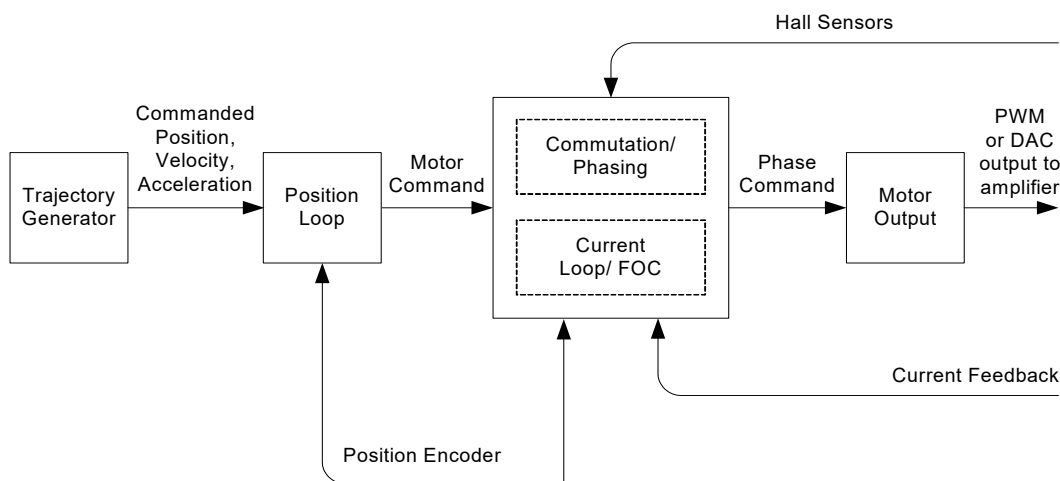 Hall Sensors
Commanded
Position,
Velocity,
Acceleration
PWM
or DAC
output to
amplifier
Trajectory
Generator
Position
Loop
Motor
Command
Commutation/
Phasing
Current
Loop/ FOC
Phase
Command
Motor
Output
Current Feedback
Position Encoder